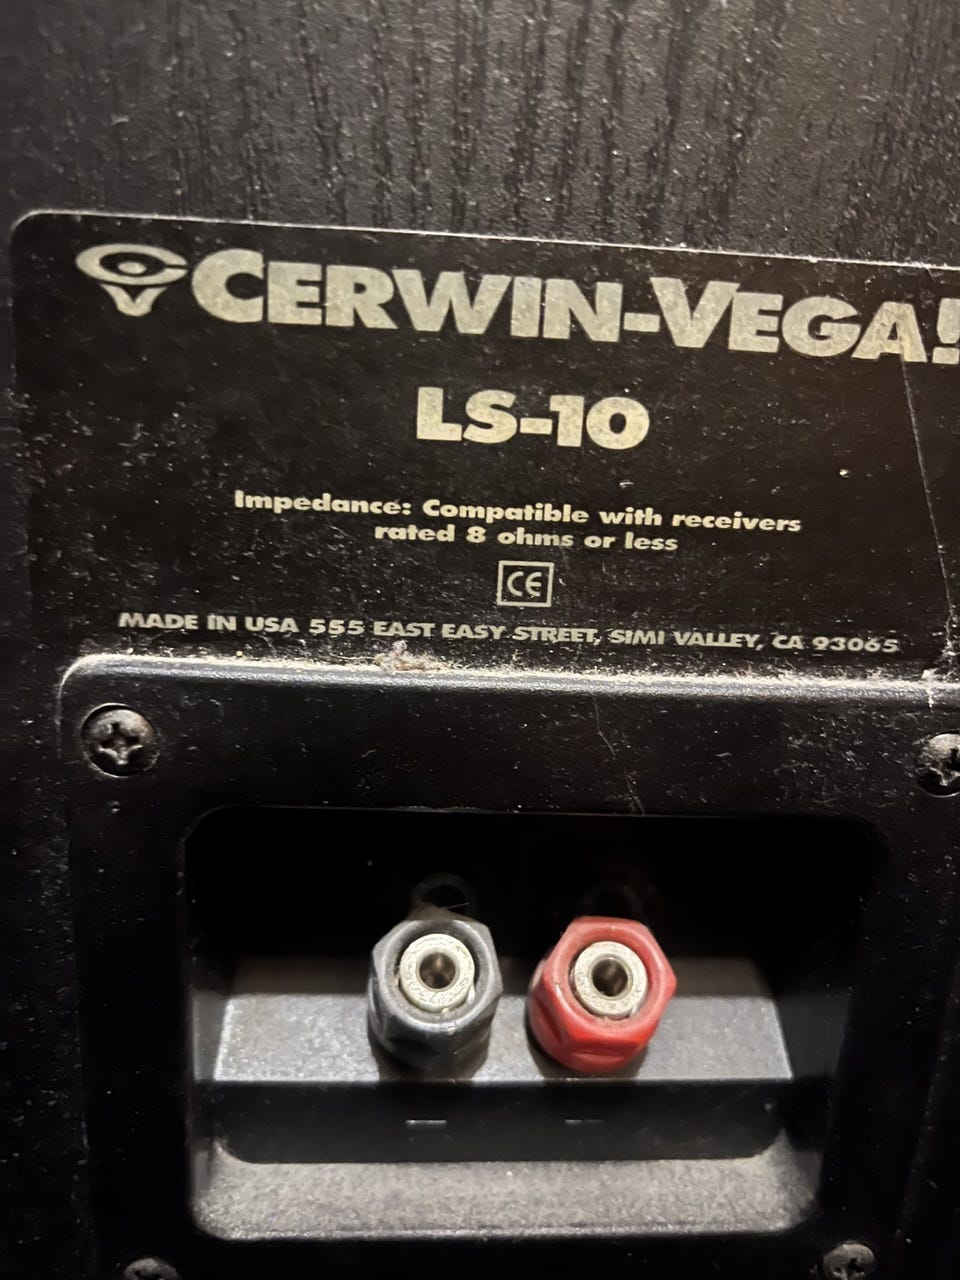 CERWIN-VEGA!
LS-10
Impedance: Compatible with receivers
rated 8 ohms or less
CE
MADE IN USA 555 EAST EASY STREET, SIMI VALLEY, CA 93065